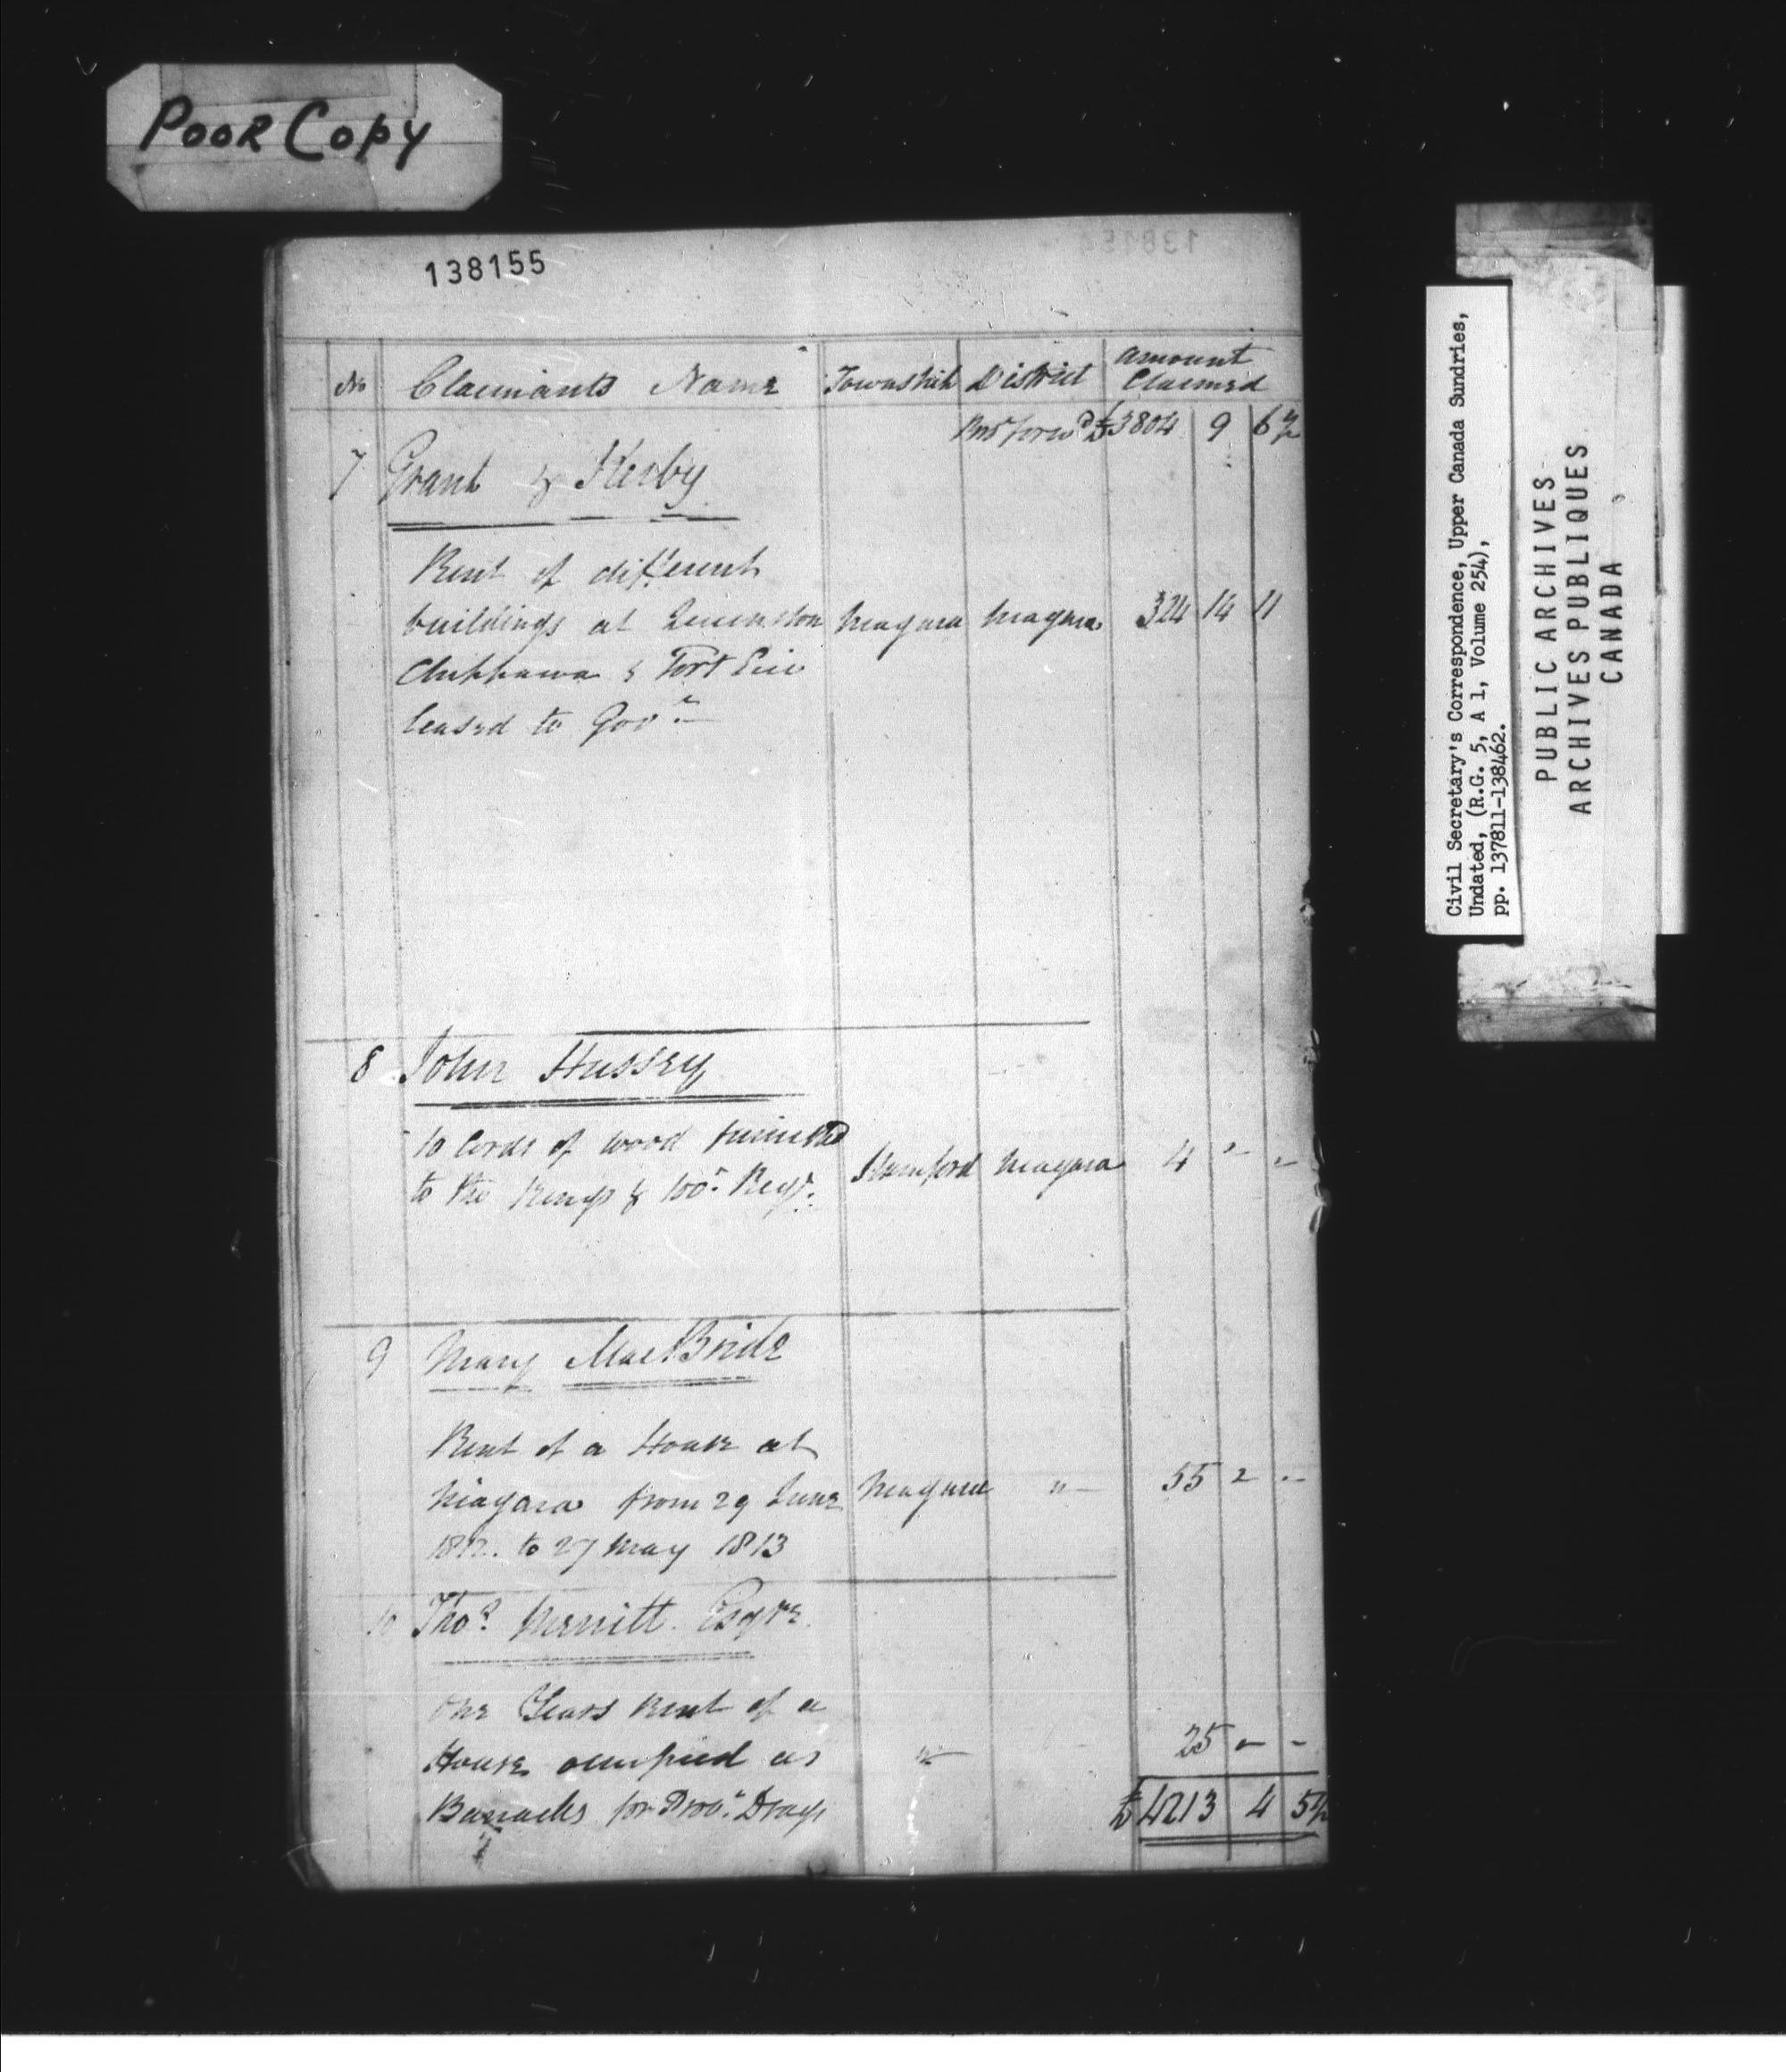 Poor Copy
138155
138154
No Claimants Name Township District Amount Claimed
Brot forwd £3804 9 6½
7 Grant & Kerby
Rent of different
buildings at Queenston Niagara Niagara 324 14 11
Chippawa & Fort Erie
leased to Govt
8 John Hussey
10 Cords of wood furnished
to the Kings & 100th Regt. Stamford Niagara 4 " "
9 Mary MacBride
Rent of a House at
Niagara from 29 June Niagara " 55 " "
1812. to 27 May 1813
10 Thos Merritt Esqre
One Years Rent of a
House occupied as " 25 - -
Barracks for Provl Drags
£4213 4 5½
Civil Secretary's Correspondence, Upper Canada Sundries,
Undated, (R.G. 5, A 1, Volume 254),
pp. 137811-138462.
PUBLIC ARCHIVES
ARCHIVES PUBLIQUES
CANADA